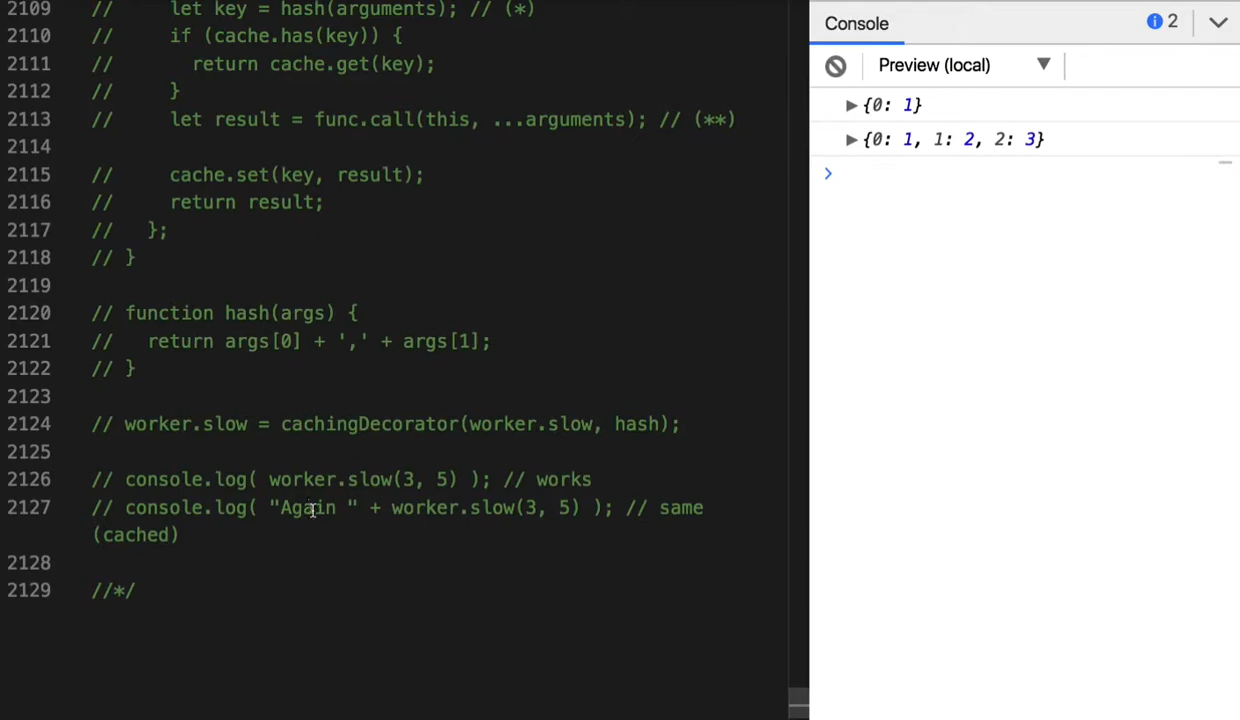 2109 // let key = hash(arguments); // (*)
2110 // if (cache.has(key)) {
2111 // return cache.get(key);
2112 // }
2113 // let result = func.call(this, ...arguments); // (**)
2114
2115 // cache.set(key, result);
2116 // return result;
2117 // };
2118 // }
2119
2120 // function hash(args) {
2121 // return args[0] + ',' + args[1];
2122 // }
2123
2124 // worker.slow = cachingDecorator(worker.slow, hash);
2125
2126 // console.log( worker.slow(3, 5) ); // works
2127 // console.log( "Again " + worker.slow(3, 5) ); // same
(cached)
2128
2129 //*/
Console
2
Preview (local)
{0: 1}
{0: 1, 1: 2, 2: 3}